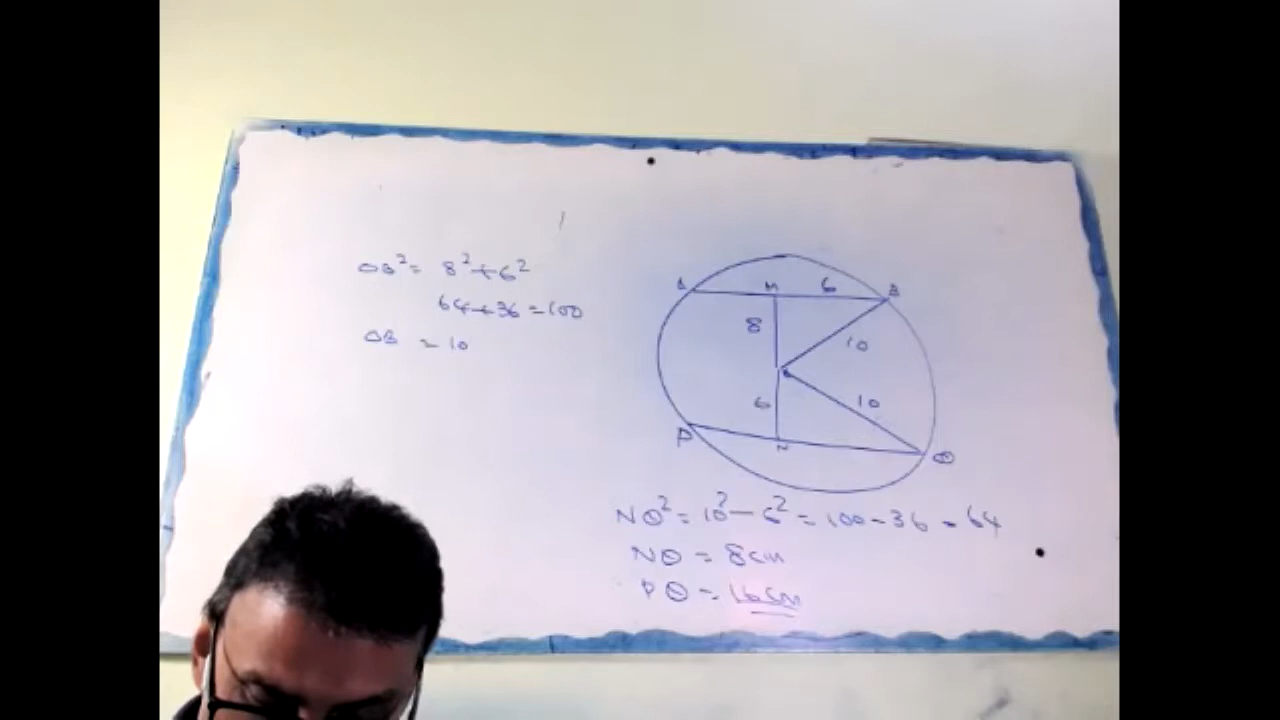 OB² = 8² + 6²
64 + 36 = 100
OB = 10
A M 6 B
8
10
O
6
10
P N Q
NQ² = 10² - 6² = 100 - 36 = 64
NQ = 8cm
PQ = 16cm